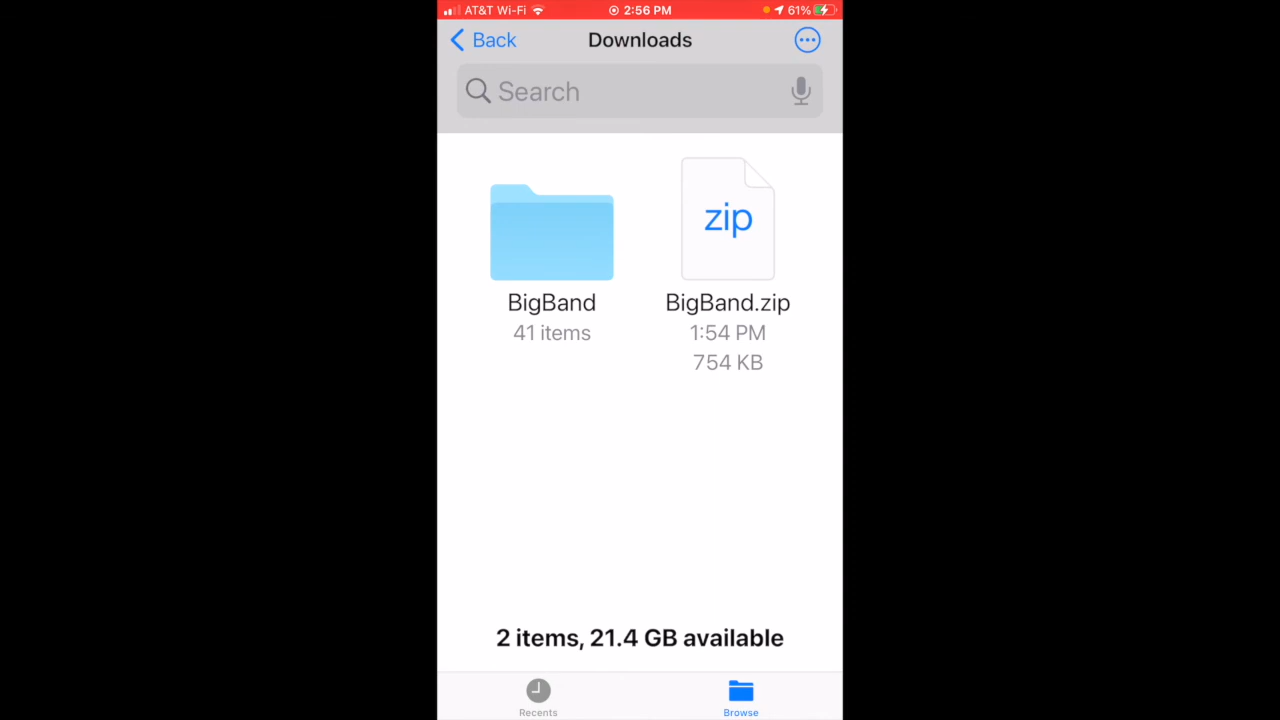 AT&T Wi-Fi 2:56 PM 61%
Back Downloads
Search
zip
BigBand BigBand.zip
41 items 1:54 PM
754 KB
2 items, 21.4 GB available
Recents Browse